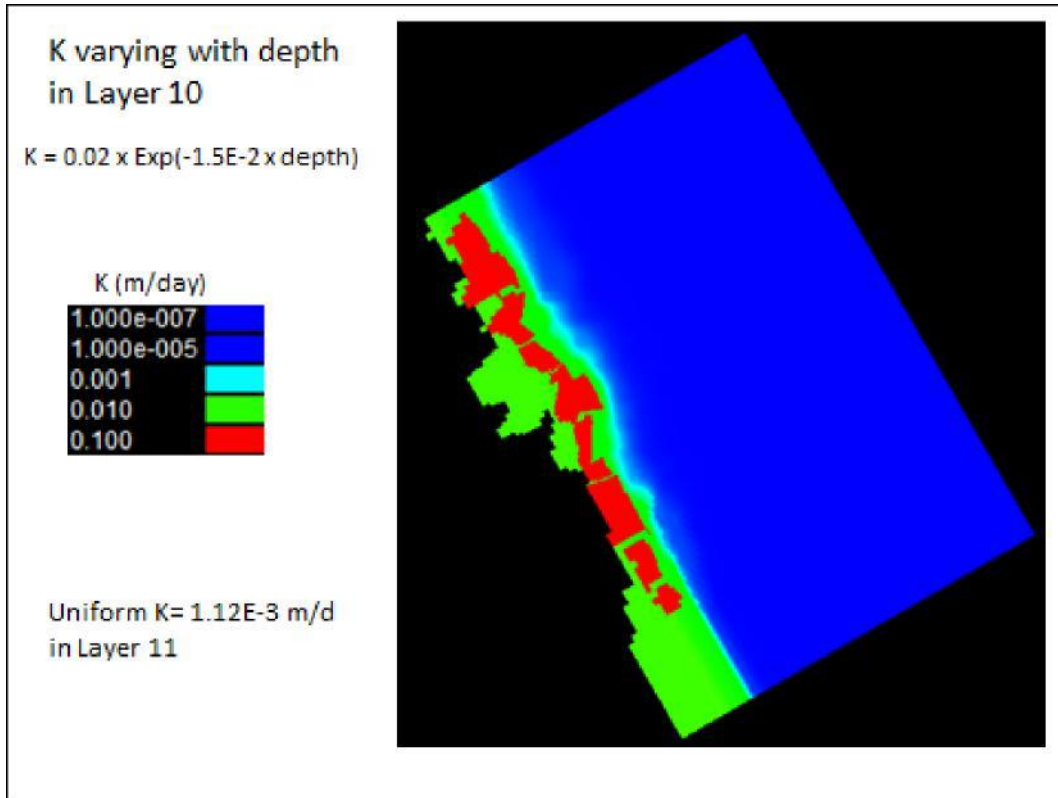 K varying with depth
in Layer 10
K = 0.02 x Exp(-1.5E-2 x depth)
K (m/day)
1.000e-007
1.000e-005
0.001
0.010
0.100
Uniform K= 1.12E-3 m/d
in Layer 11